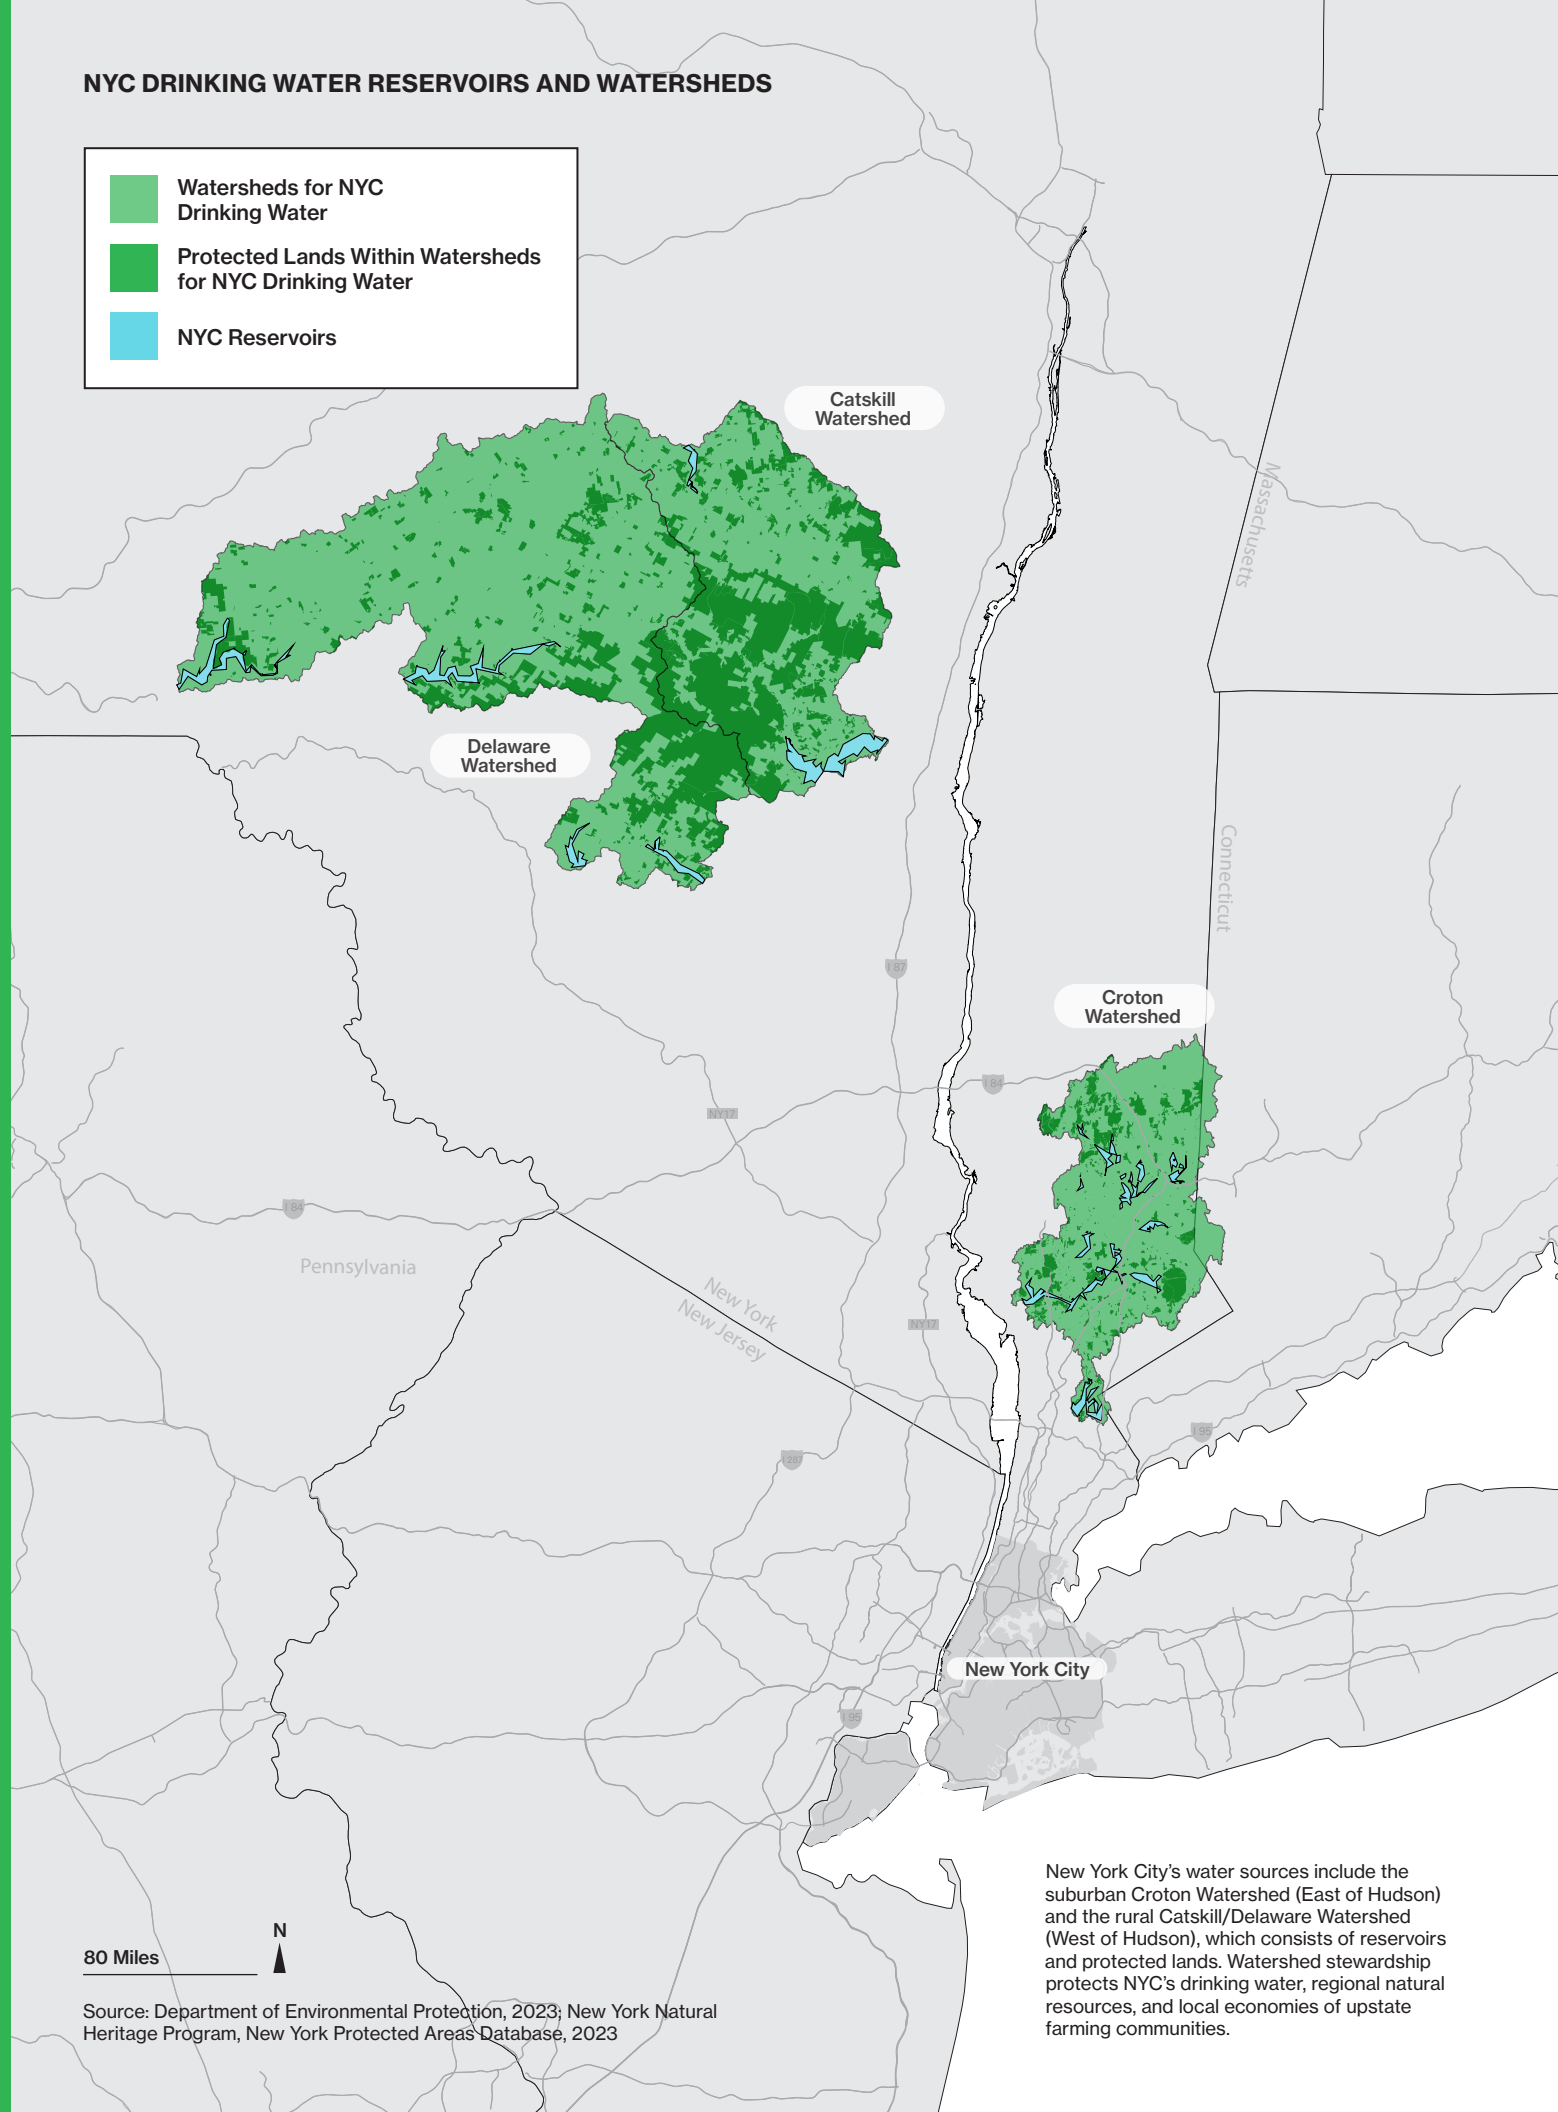 NYC DRINKING WATER RESERVOIRS AND WATERSHEDS
Watersheds for NYC
Drinking Water
Protected Lands Within Watersheds
for NYC Drinking Water
NYC Reservoirs
Catskill
Watershed
Massachusetts
Delaware
Watershed
Connecticut
I 87
Croton
Watershed
I 84
NY17
I 84
Pennsylvania
New York
New Jersey
NY17
I 95
I 287
New York City
I 95
New York City’s water sources include the
suburban Croton Watershed (East of Hudson)
and the rural Catskill/Delaware Watershed
(West of Hudson), which consists of reservoirs
and protected lands. Watershed stewardship
protects NYC’s drinking water, regional natural
resources, and local economies of upstate
farming communities.
N
80 Miles
Source: Department of Environmental Protection, 2023; New York Natural
Heritage Program, New York Protected Areas Database, 2023